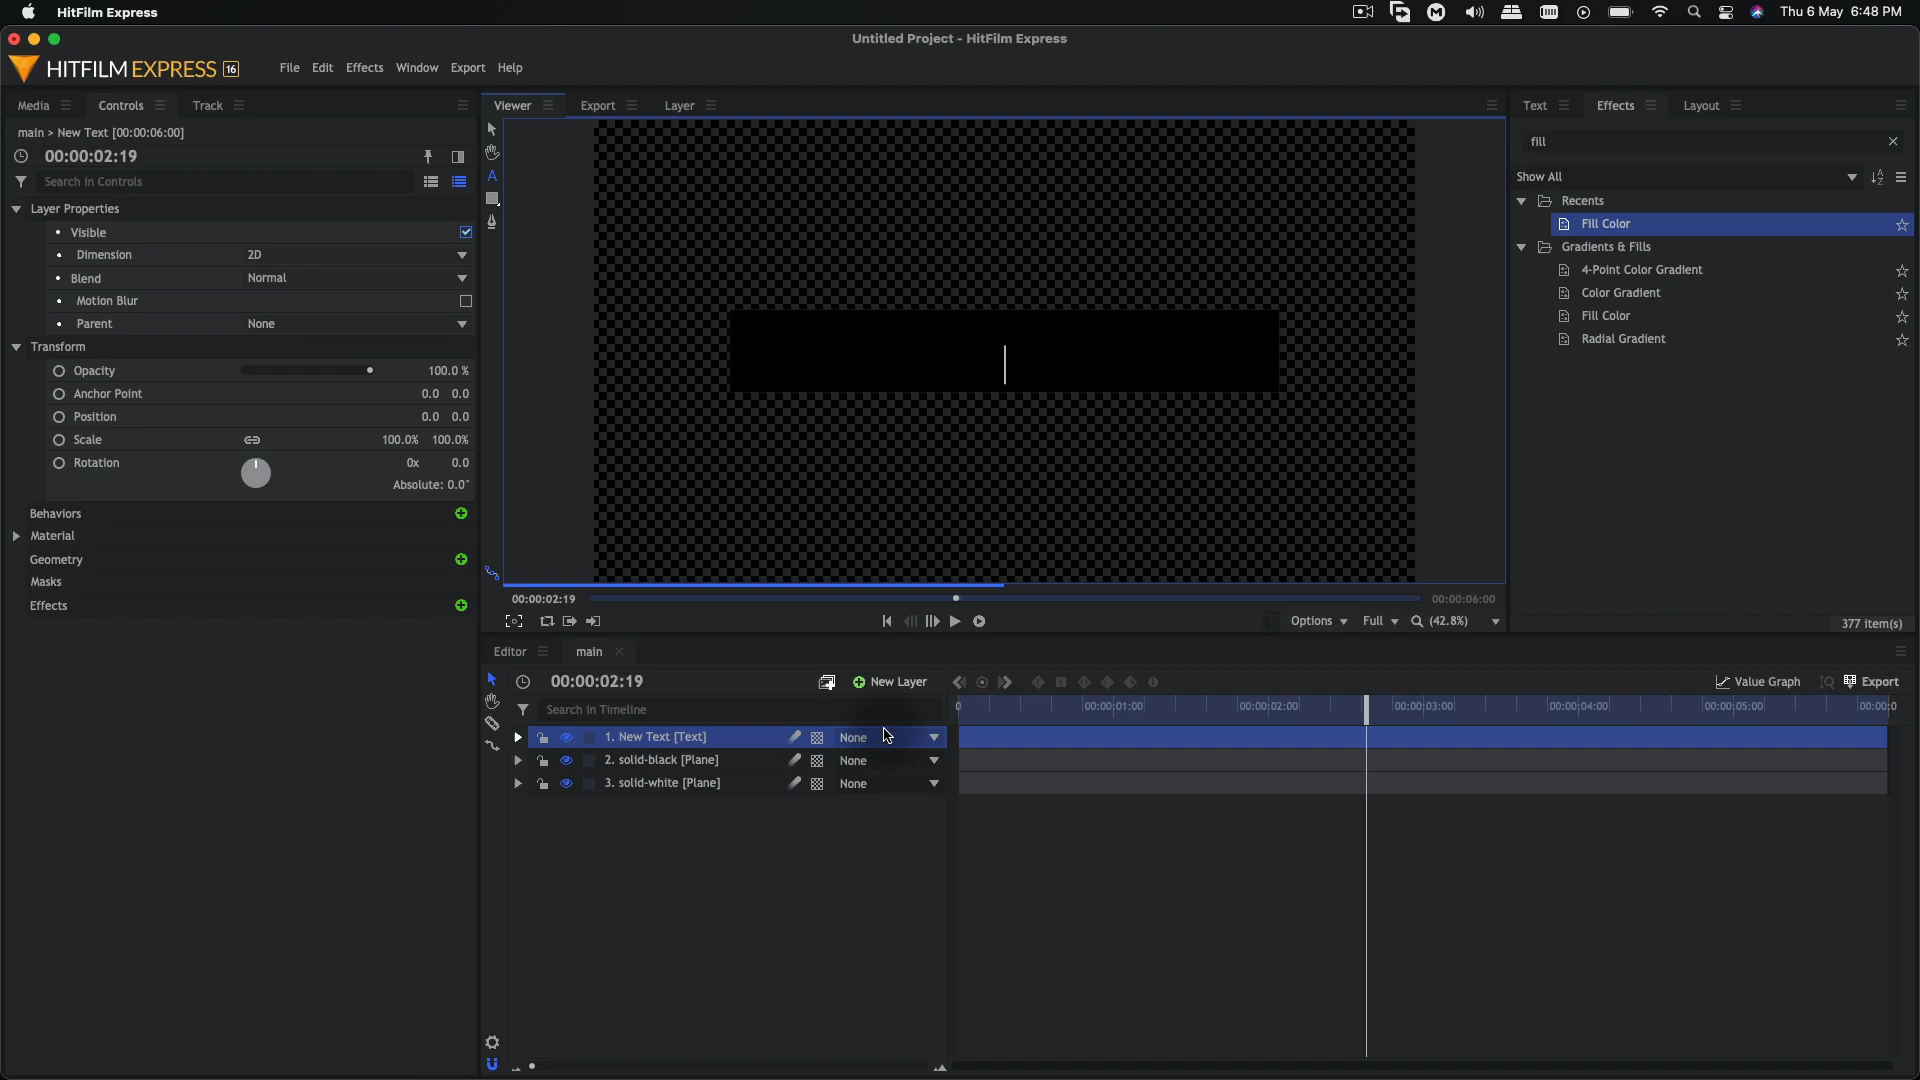 HitFilm Express
Thu 6 May 6:48 PM
Untitled Project - HitFilm Express
HITFILM EXPRESS 16
File Edit Effects Window Export Help
Media Controls Track
main > New Text [00:00:06:00]
00:00:02:19
Search in Controls
Layer Properties
Visible
Dimension 2D
Blend Normal
Motion Blur
Parent None
Transform
Opacity 100.0 %
Anchor Point 0.0 0.0
Position 0.0 0.0
Scale 100.0% 100.0%
Rotation 0x 0.0
Absolute: 0.0°
Behaviors
Material
Geometry
Masks
Effects
Viewer Export Layer
A
00:00:02:19 00:00:06:00
Options Full (42.8%)
Text Effects Layout
fill
Show All
Recents
Fill Color
Gradients & Fills
4-Point Color Gradient
Color Gradient
Fill Color
Radial Gradient
377 item(s)
Editor main
00:00:02:19 New Layer Value Graph Export
Search in Timeline
0 00:00:01:00 00:00:02:00 00:00:03:00 00:00:04:00 00:00:05:00 00:00:0
1. New Text [Text] None
2. solid-black [Plane] None
3. solid-white [Plane] None